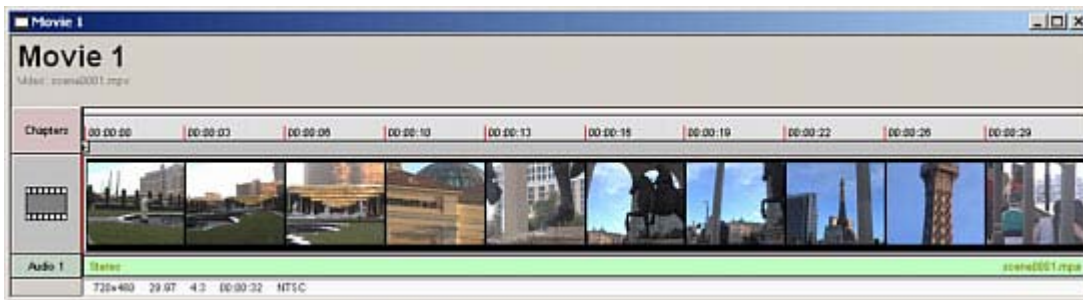 Movie 1
Movie 1
Video: scene0001.mpv
Chapters 00:00:00 00:00:03 00:00:06 00:00:10 00:00:13 00:00:16 00:00:19 00:00:22 00:00:26 00:00:29
Audio 1 Stereo scene0001.mpa
720x480 29.97 4:3 00:00:32 NTSC